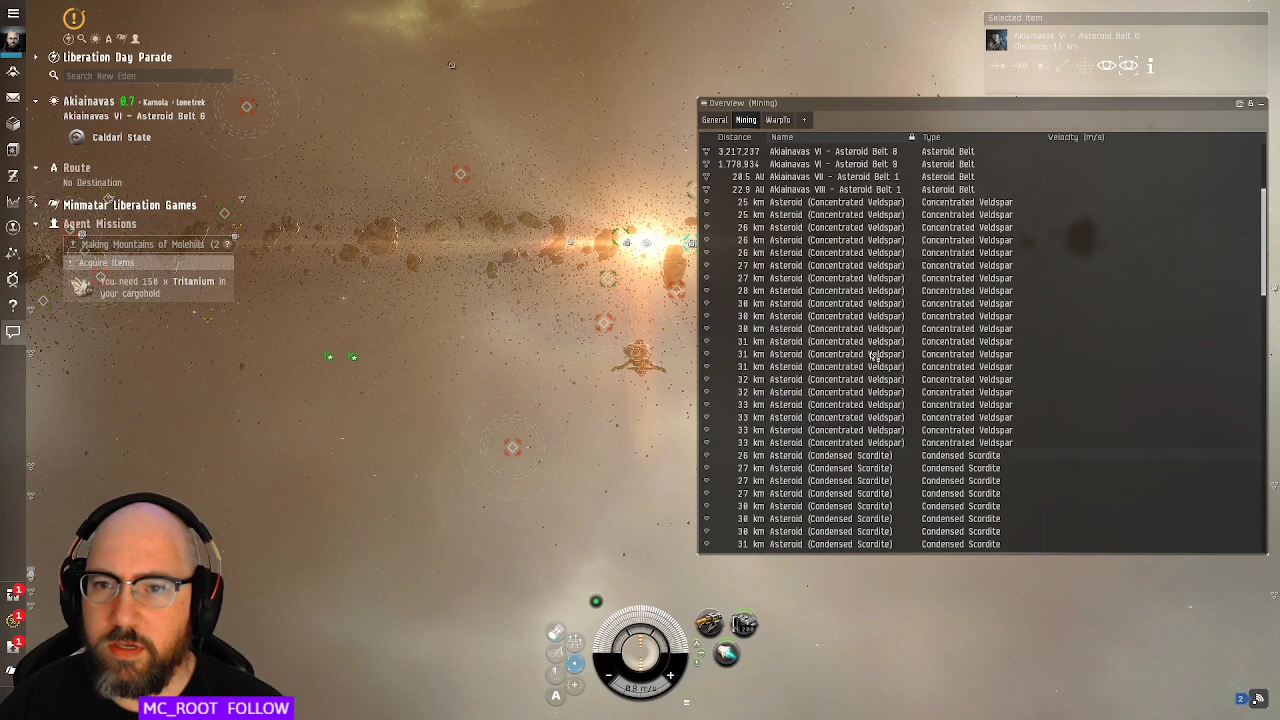 Liberation Day Parade
Search New Eden
Akiainavas 0.7 < Karnola < Lonetrek
Akiainavas VI - Asteroid Belt 6
Caldari State
Route
No Destination
Minmatar Liberation Games
Agent Missions
Making Mountains of Molehills (2
Acquire Items
You need 150 x Tritanium in
your cargohold
Selected Item
Akiainavas VI - Asteroid Belt 6
Distance: 11 km
Overview (Mining)
General Mining WarpTo +
Distance Name Type Velocity (m/s)
3,217,237 Akiainavas VI - Asteroid Belt 8 Asteroid Belt
1,778,934 Akiainavas VI - Asteroid Belt 9 Asteroid Belt
20.5 AU Akiainavas VII - Asteroid Belt 1 Asteroid Belt
22.9 AU Akiainavas VIII - Asteroid Belt 1 Asteroid Belt
25 km Asteroid (Concentrated Veldspar) Concentrated Veldspar
25 km Asteroid (Concentrated Veldspar) Concentrated Veldspar
26 km Asteroid (Concentrated Veldspar) Concentrated Veldspar
26 km Asteroid (Concentrated Veldspar) Concentrated Veldspar
26 km Asteroid (Concentrated Veldspar) Concentrated Veldspar
27 km Asteroid (Concentrated Veldspar) Concentrated Veldspar
27 km Asteroid (Concentrated Veldspar) Concentrated Veldspar
28 km Asteroid (Concentrated Veldspar) Concentrated Veldspar
30 km Asteroid (Concentrated Veldspar) Concentrated Veldspar
30 km Asteroid (Concentrated Veldspar) Concentrated Veldspar
30 km Asteroid (Concentrated Veldspar) Concentrated Veldspar
31 km Asteroid (Concentrated Veldspar) Concentrated Veldspar
31 km Asteroid (Concentrated Veldspar) Concentrated Veldspar
31 km Asteroid (Concentrated Veldspar) Concentrated Veldspar
32 km Asteroid (Concentrated Veldspar) Concentrated Veldspar
32 km Asteroid (Concentrated Veldspar) Concentrated Veldspar
33 km Asteroid (Concentrated Veldspar) Concentrated Veldspar
33 km Asteroid (Concentrated Veldspar) Concentrated Veldspar
33 km Asteroid (Concentrated Veldspar) Concentrated Veldspar
33 km Asteroid (Concentrated Veldspar) Concentrated Veldspar
26 km Asteroid (Condensed Scordite) Condensed Scordite
27 km Asteroid (Condensed Scordite) Condensed Scordite
27 km Asteroid (Condensed Scordite) Condensed Scordite
27 km Asteroid (Condensed Scordite) Condensed Scordite
30 km Asteroid (Condensed Scordite) Condensed Scordite
30 km Asteroid (Condensed Scordite) Condensed Scordite
30 km Asteroid (Condensed Scordite) Condensed Scordite
31 km Asteroid (Condensed Scordite) Condensed Scordite
0.8 m/s
A
1
1
1
2
MC_ROOT FOLLOW